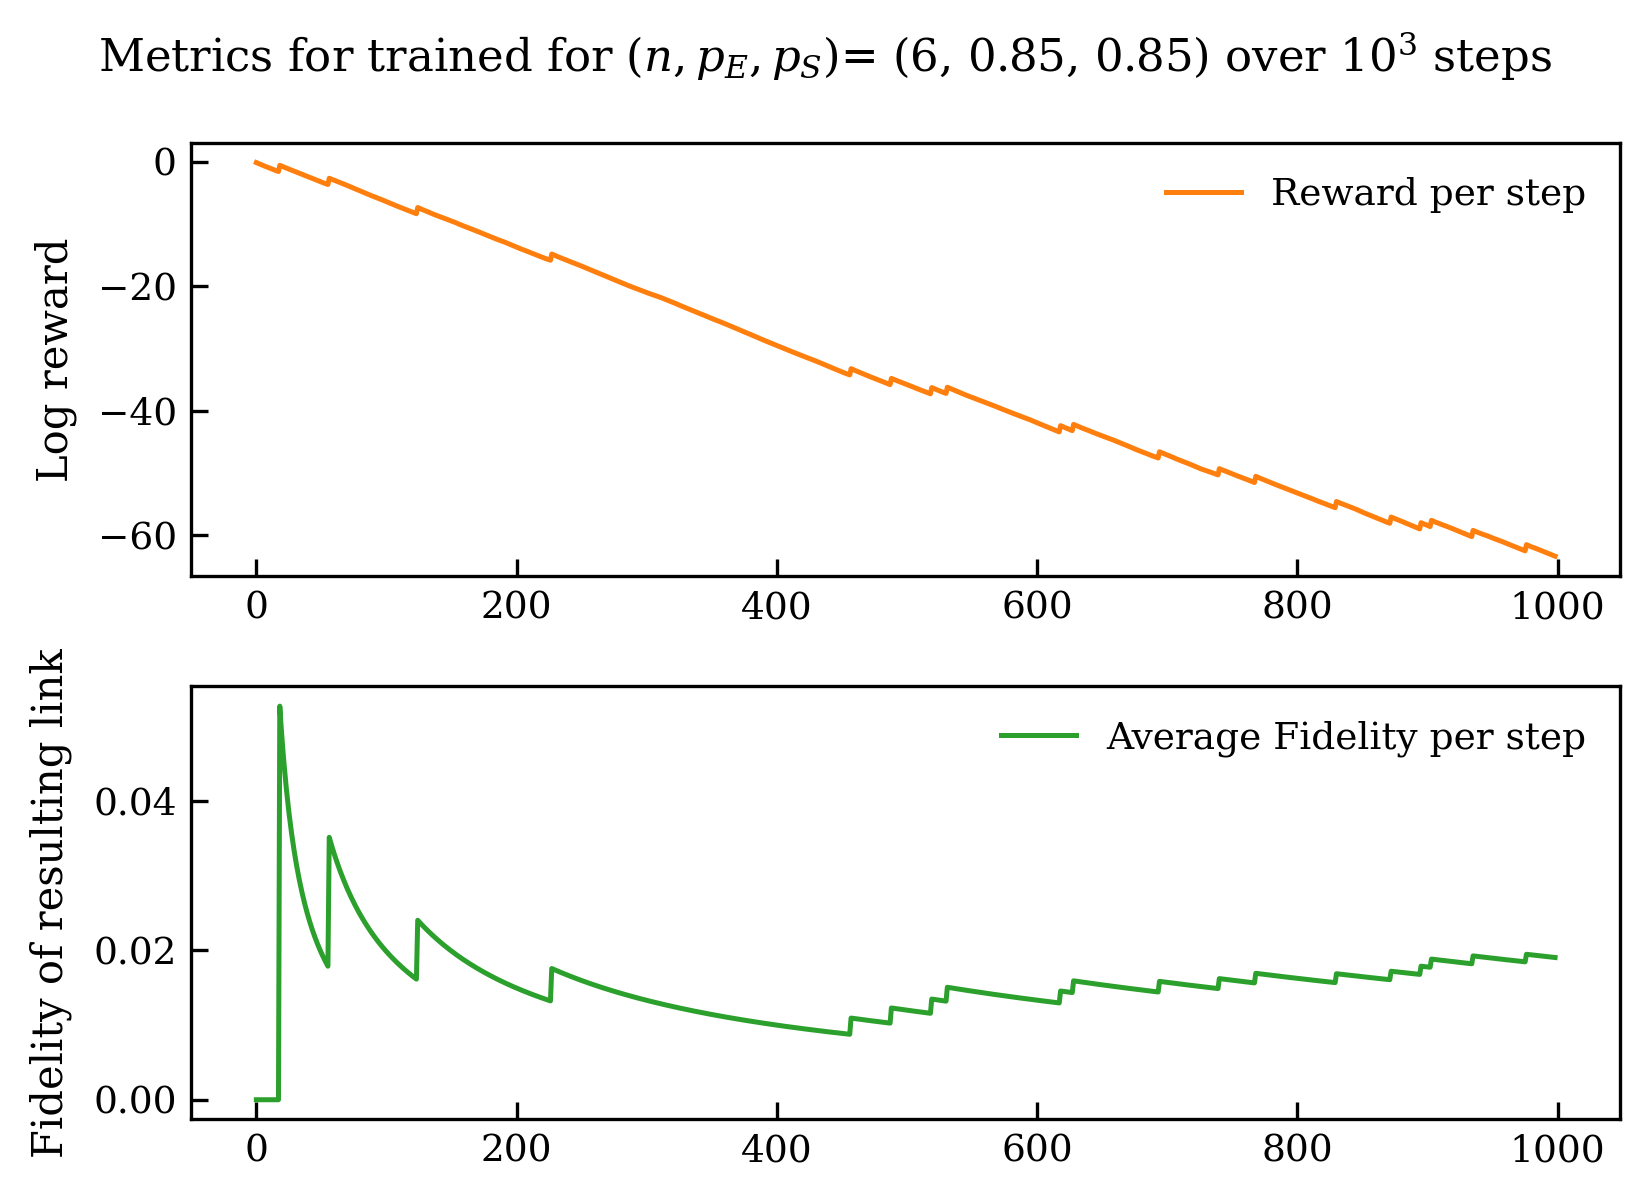 Metrics for trained for (n, p_E, p_S)= (6, 0.85, 0.85) over 10³ steps
0
−20
−40
−60
Log reward
Reward per step
0 200 400 600 800 1000
0.04
0.02
0.00
Fidelity of resulting link
Average Fidelity per step
0 200 400 600 800 1000